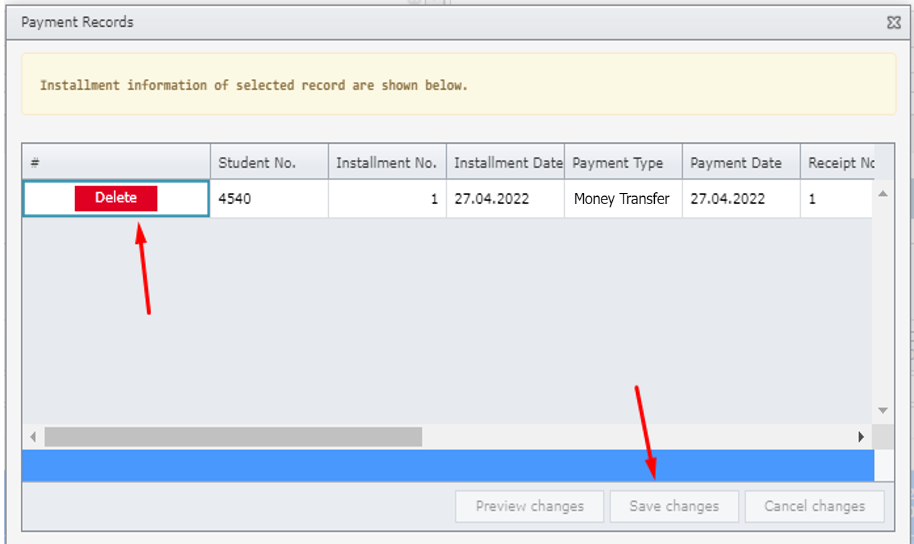 Payment Records
Installment information of selected record are shown below.
# Student No. Installment No. Installment Date Payment Type Payment Date Receipt No
Delete 4540 1 27.04.2022 Money Transfer 27.04.2022 1
Preview changes Save changes Cancel changes